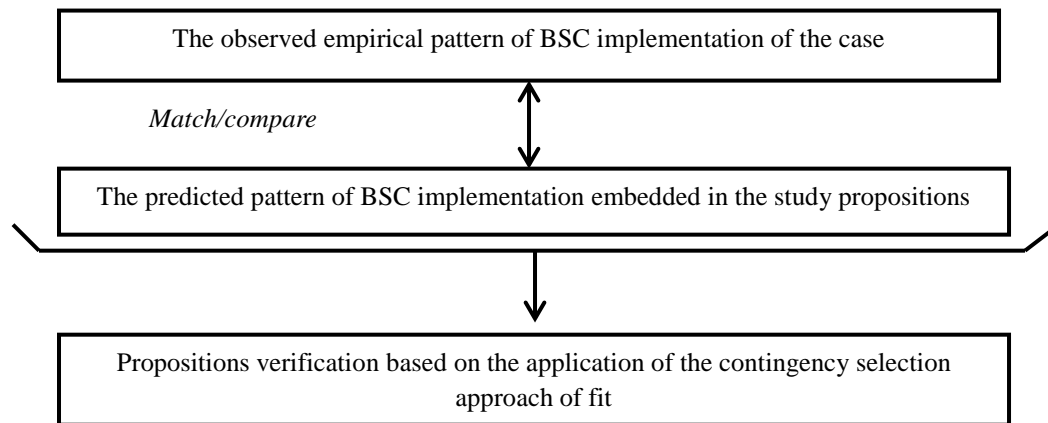 The observed empirical pattern of BSC implementation of the case
Match/compare
The predicted pattern of BSC implementation embedded in the study propositions
Propositions verification based on the application of the contingency selection
approach of fit